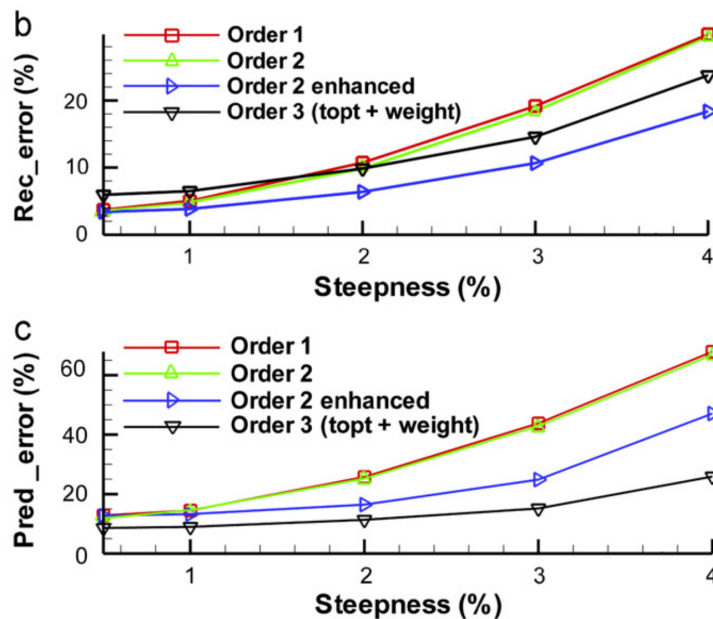 b
Order 1
Order 2
Order 2 enhanced
Order 3 (topt + weight)
Rec_error (%)
20
10
0
1 2 3 4
Steepness (%)
c
Order 1
Order 2
Order 2 enhanced
Order 3 (topt + weight)
Pred _error (%)
60
40
20
0
1 2 3 4
Steepness (%)